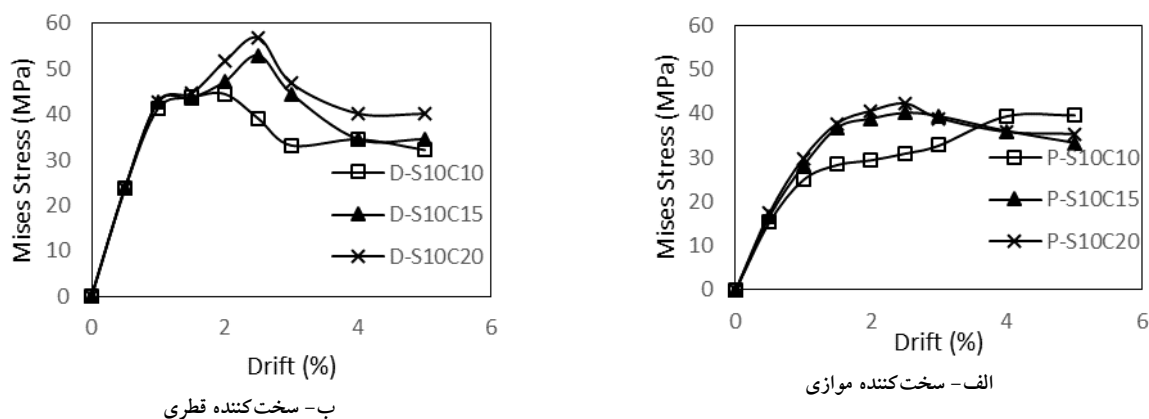 60
50
40
30
20
10
0
Mises Stress (MPa)
D-S10C10
D-S10C15
D-S10C20
0 2 4 6
Drift (%)
ب- سخت‌کننده قطری
60
50
40
30
20
10
0
Mises Stress (MPa)
P-S10C10
P-S10C15
P-S10C20
0 2 4 6
Drift (%)
الف- سخت‌کننده موازی